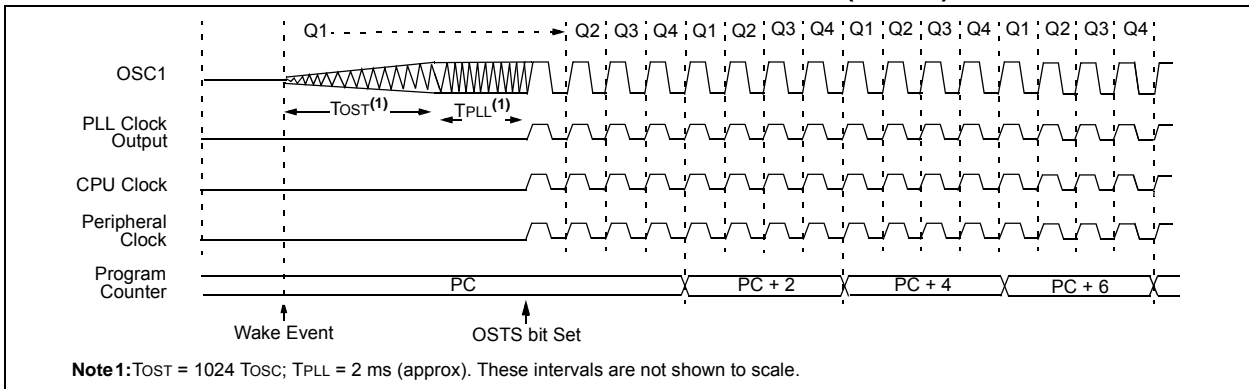 Q1 Q2 Q3 Q4 Q1 Q2 Q3 Q4 Q1 Q2 Q3 Q4 Q1 Q2 Q3 Q4
OSC1
TOST(1) TPLL(1)
PLL Clock
Output
CPU Clock
Peripheral
Clock
Program
Counter
PC PC + 2 PC + 4 PC + 6
Wake Event OSTS bit Set
Note1:TOST = 1024 TOSC; TPLL = 2 ms (approx). These intervals are not shown to scale.